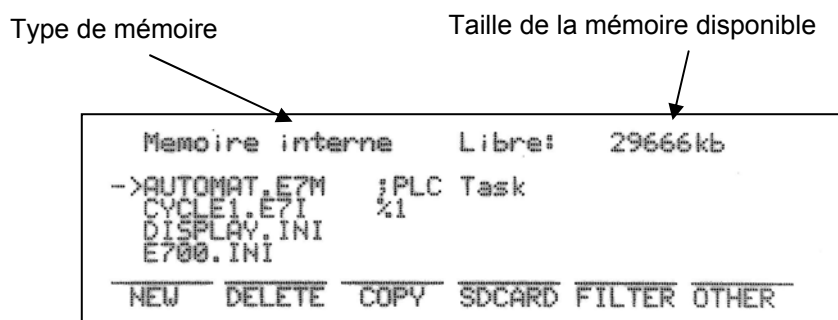 Type de mémoire Taille de la mémoire disponible
Memoire interne Libre: 29666kb
->AUTOMAT.E7M ;PLC Task
CYCLE1.E7I %1
DISPLAY.INI
E700.INI
NEW DELETE COPY SDCARD FILTER OTHER